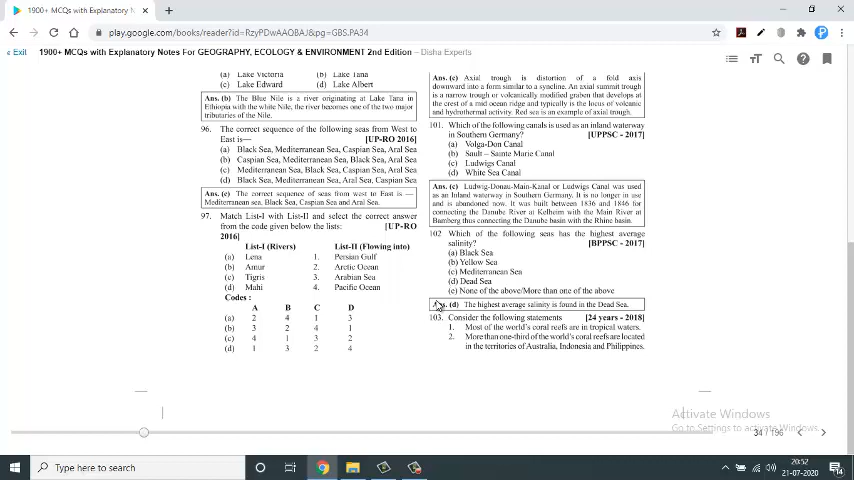 1900+ MCQs with Explanatory N
play.google.com/books/reader?id=RzyPDwAAQBAJ&pg=GBS.PA34
Exit
1900+ MCQs with Explanatory Notes For GEOGRAPHY, ECOLOGY & ENVIRONMENT 2nd Edition – Disha Experts
(a) Lake Victoria (b) Lake Tana
(c) Lake Edward (d) Lake Albert
Ans. (b) The Blue Nile is a river originating at Lake Tana in
Ethiopia with the white Nile, the river becomes one of the two major
tributaries of the Nile.
96. The correct sequence of the following seas from West to
East is— [UP-RO 2016]
(a) Black Sea, Mediterranean Sea, Caspian Sea, Aral Sea
(b) Caspian Sea, Mediterranean Sea, Black Sea, Aral Sea
(c) Mediterranean Sea, Black Sea, Caspian Sea, Aral Sea
(d) Black Sea, Mediterranean Sea, Aral Sea, Caspian Sea
Ans. (c) The correct sequence of seas from west to East is —
Mediterranean sea, Black Sea, Caspian Sea and Aral Sea.
97. Match List-I with List-II and select the correct answer
from the code given below the lists: [UP-RO
2016]
List-I (Rivers) List-II (Flowing into)
(a) Lena 1. Persian Gulf
(b) Amur 2. Arctic Ocean
(c) Tigris 3. Arabian Sea
(d) Mahi 4. Pacific Ocean
Codes :
A B C D
(a) 2 4 1 3
(b) 3 2 4 1
(c) 4 1 3 2
(d) 1 3 2 4
Ans. (c) Axial trough is distortion of a fold axis
downward into a form similar to a syncline. An axial summit trough
is a narrow trough or volcanically modified graben that develops at
the crest of a mid ocean ridge and typically is the locus of volcanic
and hydrothermal activity. Red sea is an example of axial trough.
101. Which of the following canals is used as an inland waterway
in Southern Germany? [UPPSC - 2017]
(a) Volga-Don Canal
(b) Sault – Sainte Marie Canal
(c) Ludwigs Canal
(d) White Sea Canal
Ans. (c) Ludwig-Donau-Main-Kanal or Ludwigs Canal was used
as an Inland waterway in Southern Germany. It is no longer in use
and is abandoned now. It was built between 1836 and 1846 for
connecting the Danube River at Kelheim with the Main River at
Bamberg thus connecting the Danube basin with the Rhine basin.
102 Which of the following seas has the highest average
salinity? [BPPSC - 2017]
(a) Black Sea
(b) Yellow Sea
(c) Mediterranean Sea
(d) Dead Sea
(e) None of the above/More than one of the above
Ans. (d) The highest average salinity is found in the Dead Sea.
103. Consider the following statements [24 years - 2018]
1. Most of the world's coral reefs are in tropical waters.
2. More than one-third of the world's coral reefs are located
in the territories of Australia, Indonesia and Philippines.
Activate Windows
Go to Settings to activate Windows.
34 / 196
Type here to search
20:52
21-07-2020
14